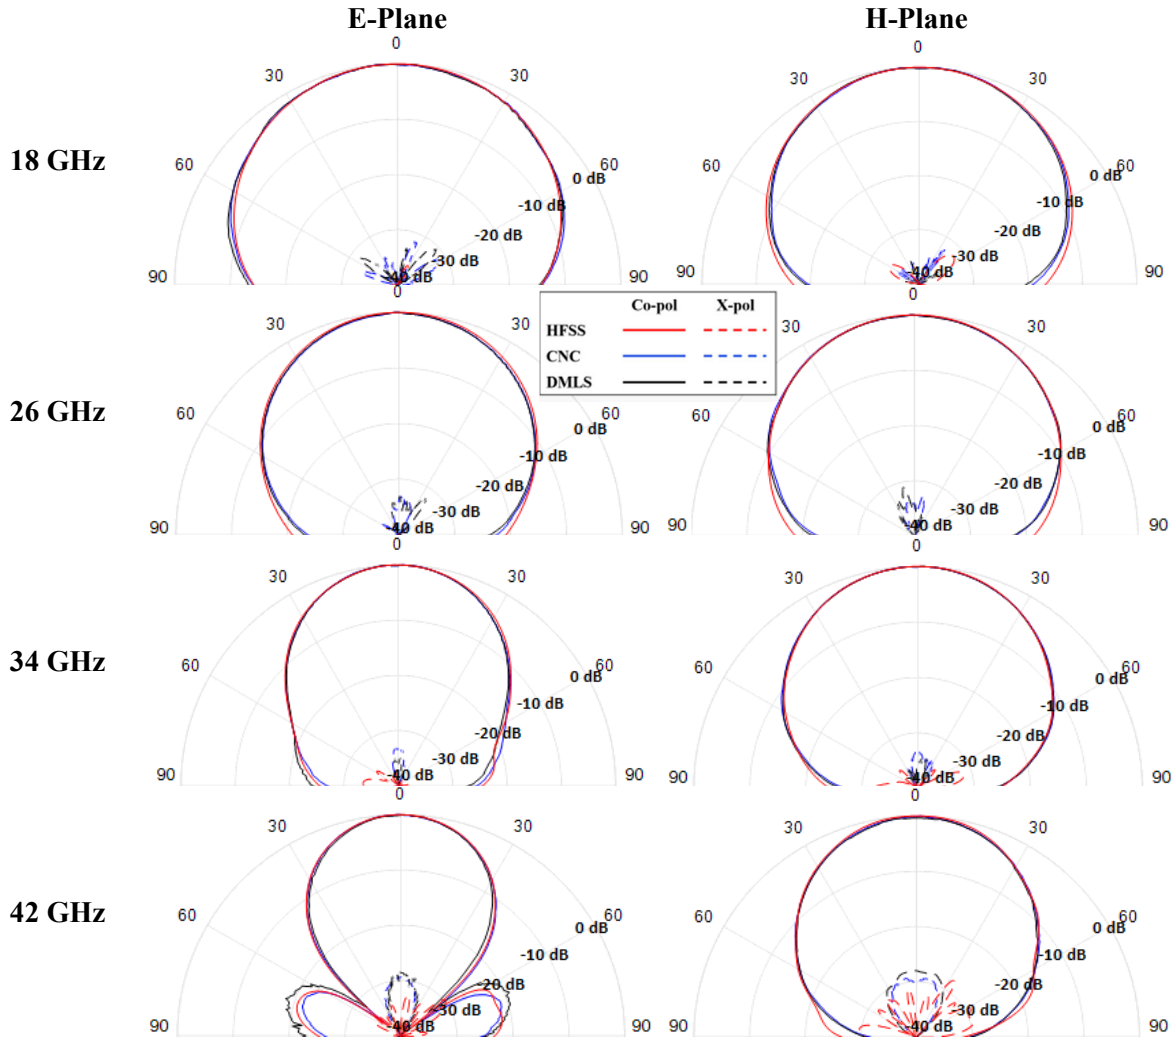 E-Plane H-Plane
0 0
30 30 30 30
18 GHz
60 60 60 60
0 dB 0 dB
-10 dB -10 dB
-20 dB -20 dB
-30 dB -30 dB
-40 dB -40 dB
90 90 90 90
0 0
Co-pol X-pol
HFSS
CNC
DMLS
30 30 30
26 GHz
60 60 60 60
0 dB 0 dB
-10 dB -10 dB
-20 dB -20 dB
-30 dB -30 dB
-40 dB -40 dB
90 90 90 90
0 0
30 30 30 30
34 GHz
60 60 60 60
0 dB 0 dB
-10 dB -10 dB
-20 dB -20 dB
-30 dB -30 dB
-40 dB -40 dB
90 90 90 90
0 0
30 30 30 30
42 GHz
60 60 60 60
0 dB 0 dB
-10 dB -10 dB
-20 dB -20 dB
-30 dB -30 dB
-40 dB -40 dB
90 90 90 90